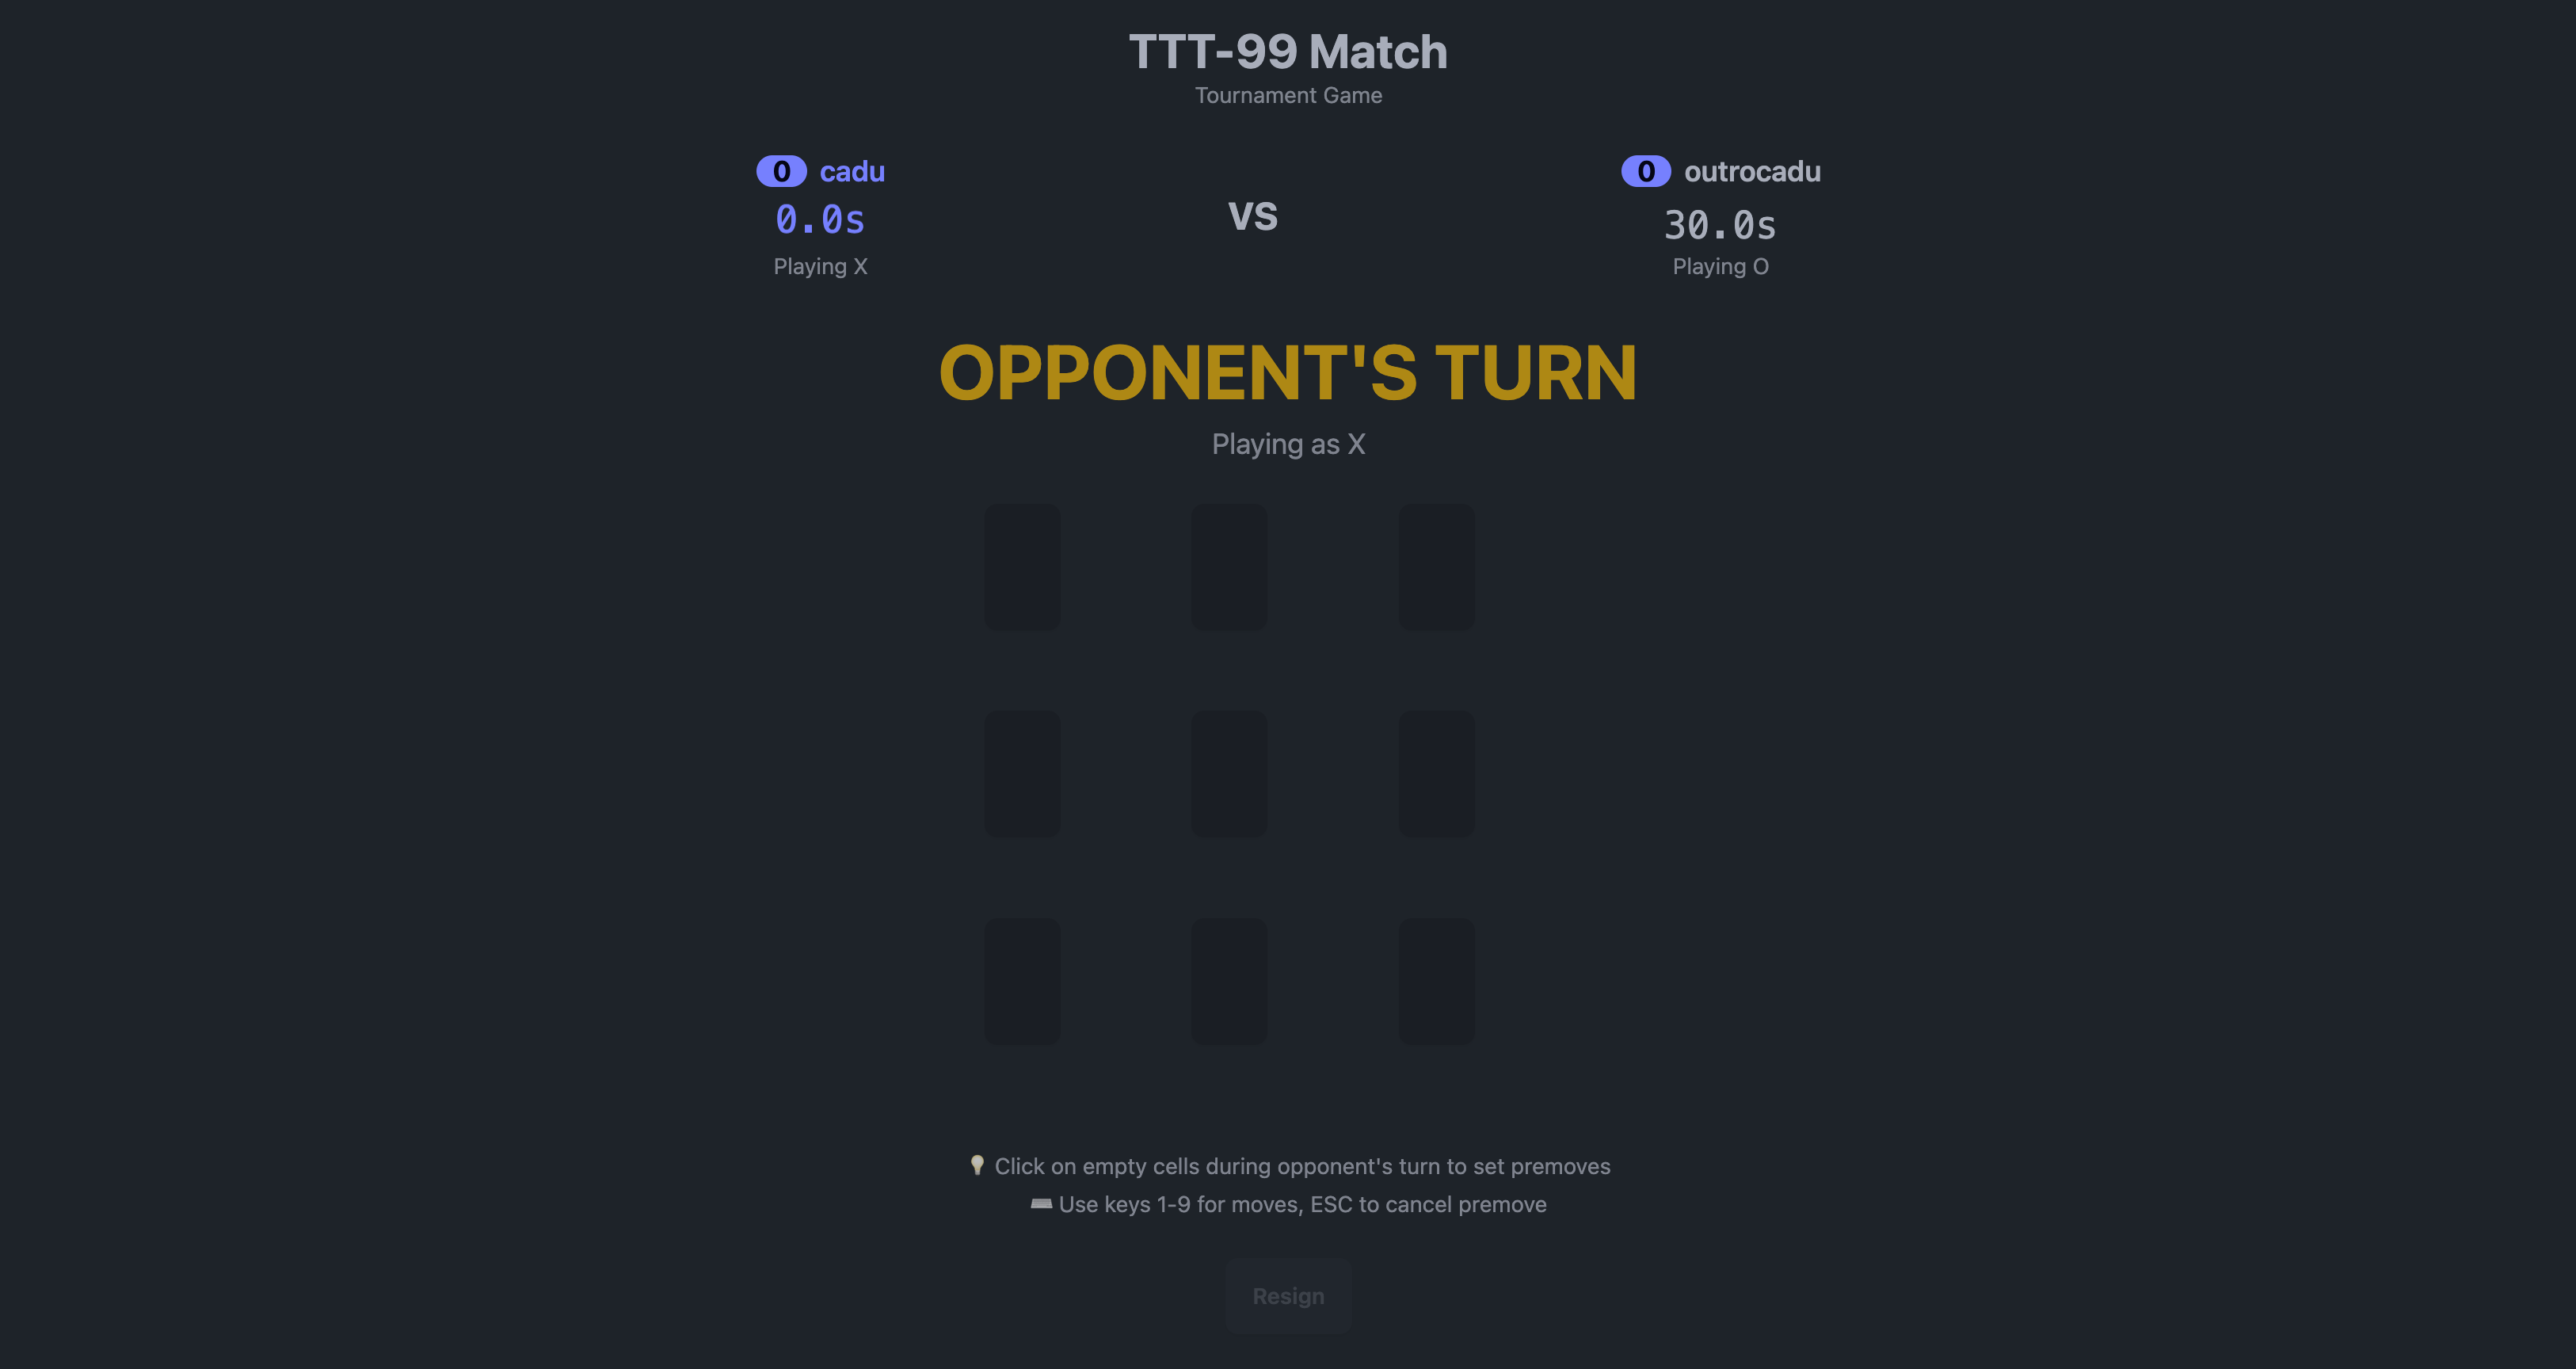 TTT-99 Match
Tournament Game
0 cadu
0.0s
Playing X
VS
0 outrocadu
30.0s
Playing O
OPPONENT'S TURN
Playing as X
Click on empty cells during opponent's turn to set premoves
Use keys 1-9 for moves, ESC to cancel premove
Resign